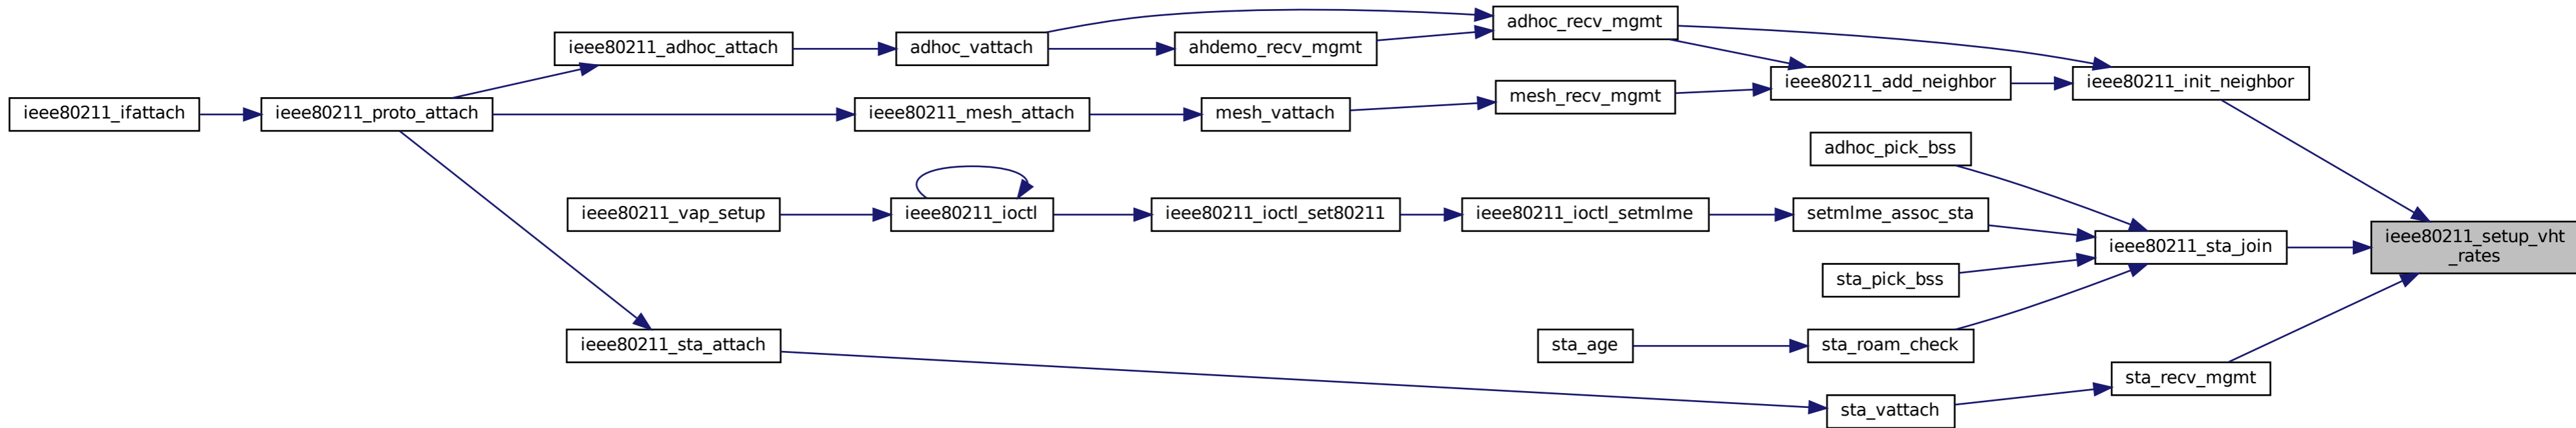 adhoc_recv_mgmt
ieee80211_adhoc_attach
adhoc_vattach
ahdemo_recv_mgmt
ieee80211_add_neighbor
ieee80211_init_neighbor
mesh_recv_mgmt
ieee80211_ifattach
ieee80211_proto_attach
ieee80211_mesh_attach
mesh_vattach
adhoc_pick_bss
ieee80211_vap_setup
ieee80211_ioctl
ieee80211_ioctl_set80211
ieee80211_ioctl_setmlme
setmlme_assoc_sta
ieee80211_sta_join
ieee80211_setup_vht
_rates
sta_pick_bss
ieee80211_sta_attach
sta_age
sta_roam_check
sta_recv_mgmt
sta_vattach